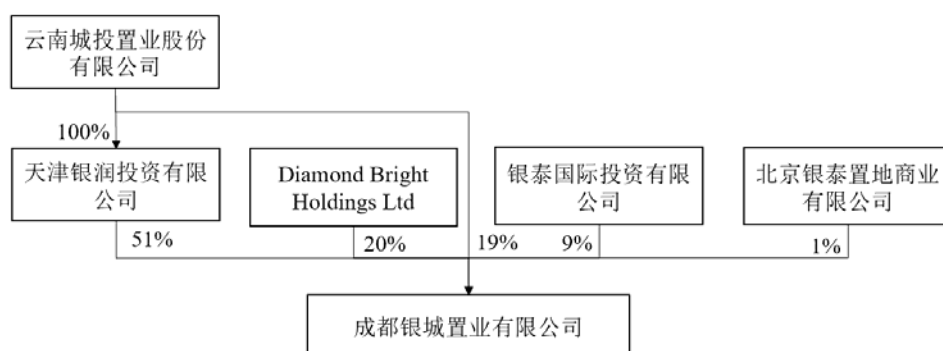 云南城投置业股份
有限公司
100%
天津银润投资有限
公司
Diamond Bright
Holdings Ltd
银泰国际投资有限
公司
北京银泰置地商业
有限公司
51%
20%
19%
9%
1%
成都银城置业有限公司